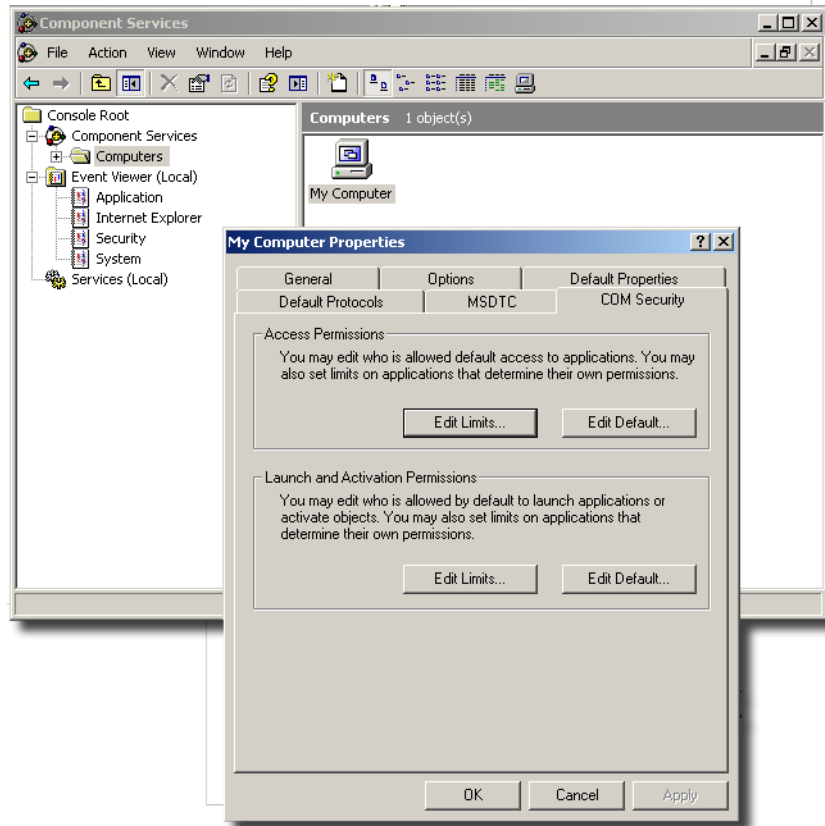 Component Services
File Action View Window Help
Console Root
Component Services
Computers
Event Viewer (Local)
Application
Internet Explorer
Security
System
Services (Local)
Computers 1 object(s)
My Computer
My Computer Properties
General Options Default Properties
Default Protocols MSDTC COM Security
Access Permissions
You may edit who is allowed default access to applications. You may
also set limits on applications that determine their own permissions.
Edit Limits... Edit Default...
Launch and Activation Permissions
You may edit who is allowed by default to launch applications or
activate objects. You may also set limits on applications that
determine their own permissions.
Edit Limits... Edit Default...
OK Cancel Apply